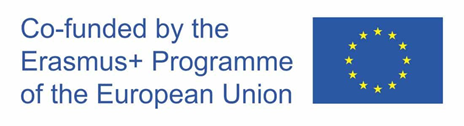 Co-funded by the
Erasmus+ Programme
of the European Union